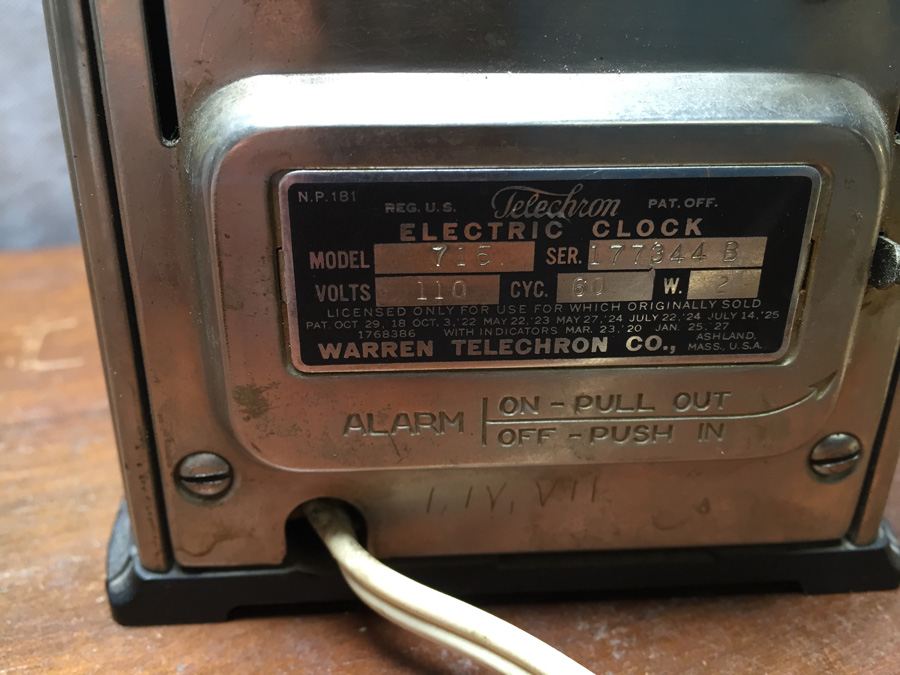 N.P.181
REG. U.S. Telechron PAT. OFF.
ELECTRIC CLOCK
MODEL 715 SER. 177344 B
VOLTS 110 CYC. 60 W. 2
LICENSED ONLY FOR USE FOR WHICH ORIGINALLY SOLD
PAT. OCT 29, 18 OCT. 3, '22 MAY 22,'23 MAY 27,'24 JULY 22,'24 JULY 14,'25
1768386 WITH INDICATORS MAR. 23,'20 JAN. 25,'27
WARREN TELECHRON CO., ASHLAND, MASS., U.S.A.
ALARM ON - PULL OUT
OFF - PUSH IN